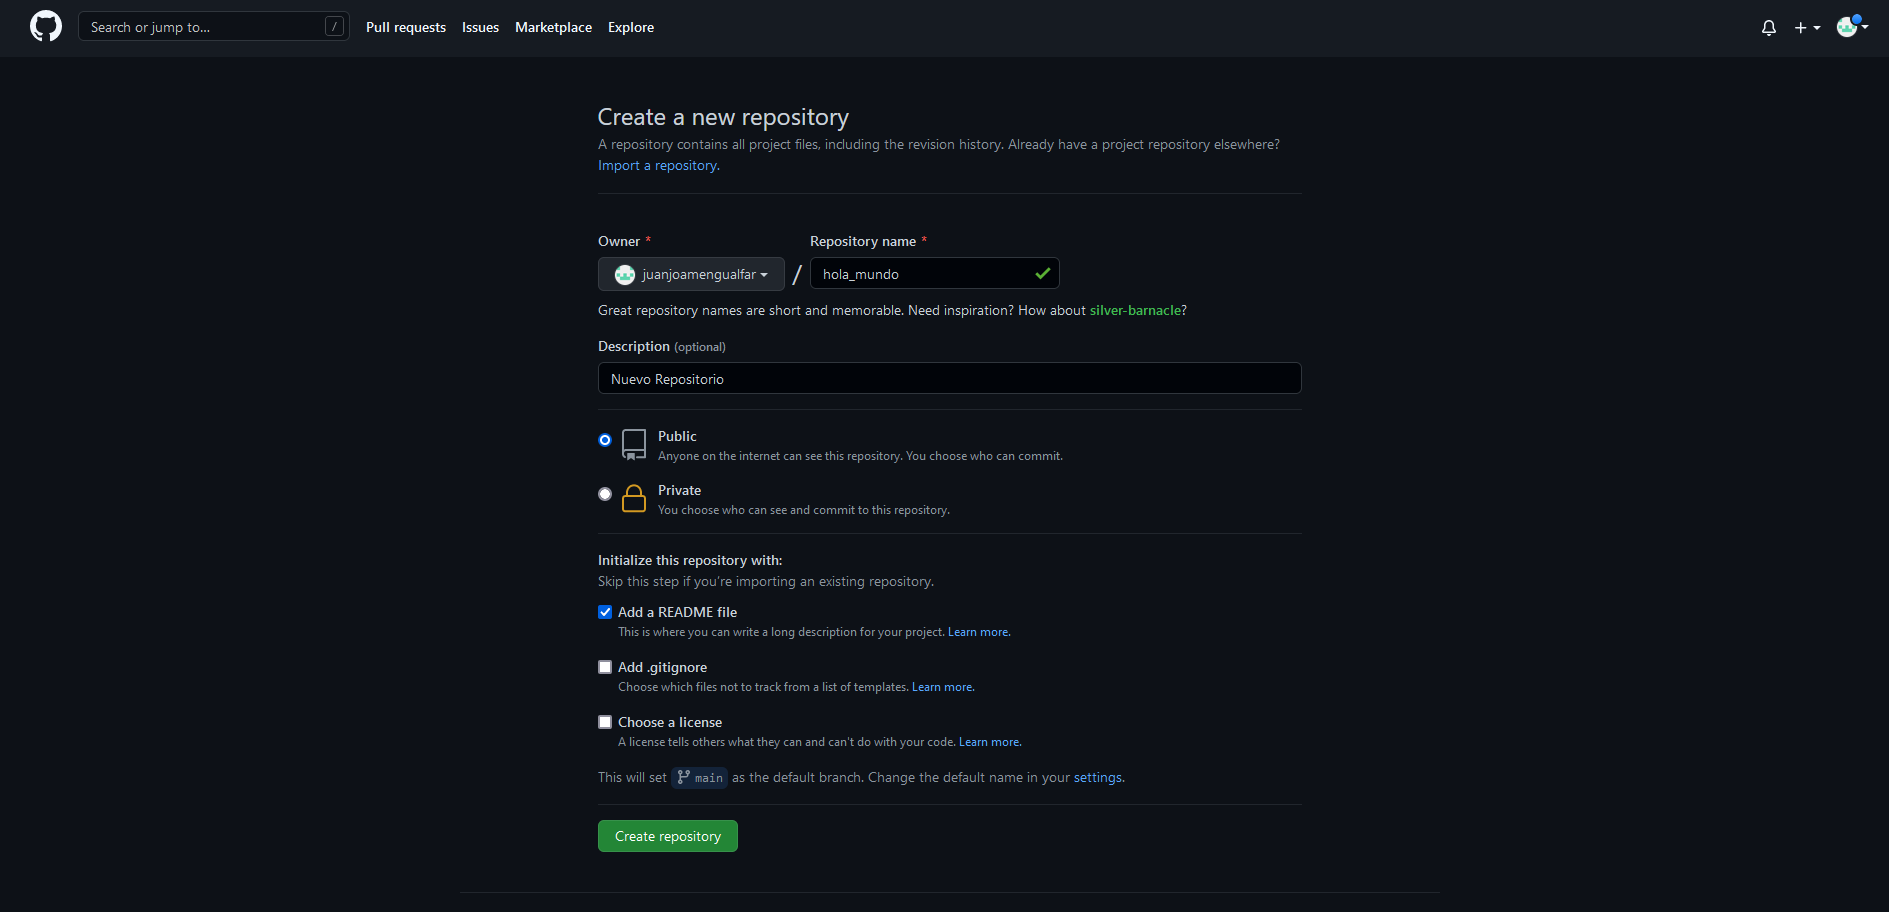 Search or jump to... /
Pull requests Issues Marketplace Explore
Create a new repository
A repository contains all project files, including the revision history. Already have a project repository elsewhere?
Import a repository.
Owner * Repository name *
juanjoamengualfar / hola_mundo
Great repository names are short and memorable. Need inspiration? How about silver-barnacle?
Description (optional)
Nuevo Repositorio
Public
Anyone on the internet can see this repository. You choose who can commit.
Private
You choose who can see and commit to this repository.
Initialize this repository with:
Skip this step if you're importing an existing repository.
Add a README file
This is where you can write a long description for your project. Learn more.
Add .gitignore
Choose which files not to track from a list of templates. Learn more.
Choose a license
A license tells others what they can and can't do with your code. Learn more.
This will set main as the default branch. Change the default name in your settings.
Create repository